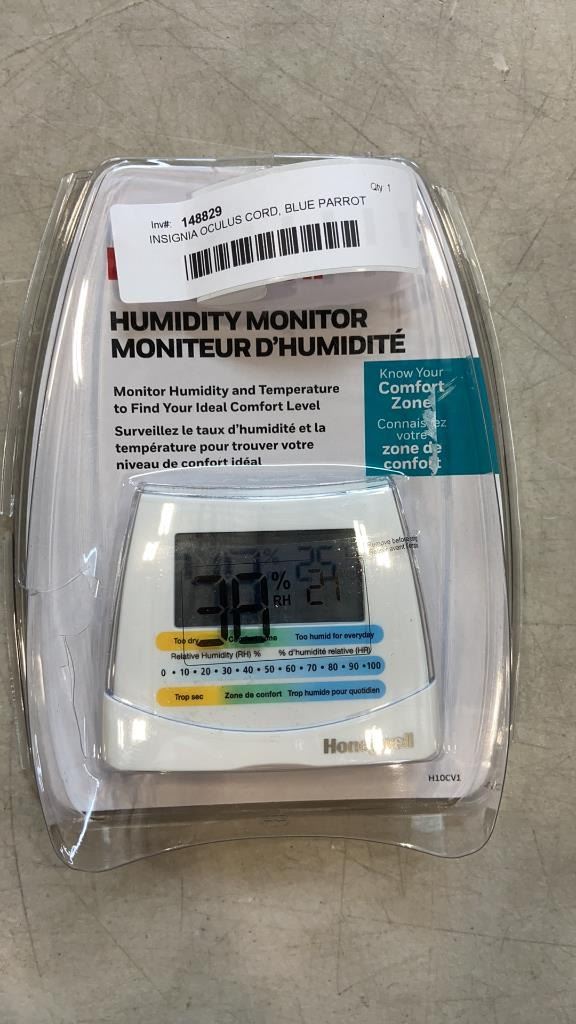 Qty 1
Inv#: 148829
INSIGNIA OCULUS CORD, BLUE PARROT
HUMIDITY MONITOR
MONITEUR D'HUMIDITÉ
Monitor Humidity and Temperature
to Find Your Ideal Comfort Level
Surveillez le taux d'humidité et la
température pour trouver votre
niveau de confort idéal
Know Your
Comfort
Zone
Connaissez
votre
zone de
confort
Remove before
avant
%
RH
Too dry Too humid for everyday
Relative Humidity (RH) % % d'humidité relative (HR)
0 • 10 • 20 • 30 • 40 • 50 • 60 • 70 • 80 • 90 •100
Trop sec Zone de confort Trop humide pour quotidien
Honeywell
H10CV1